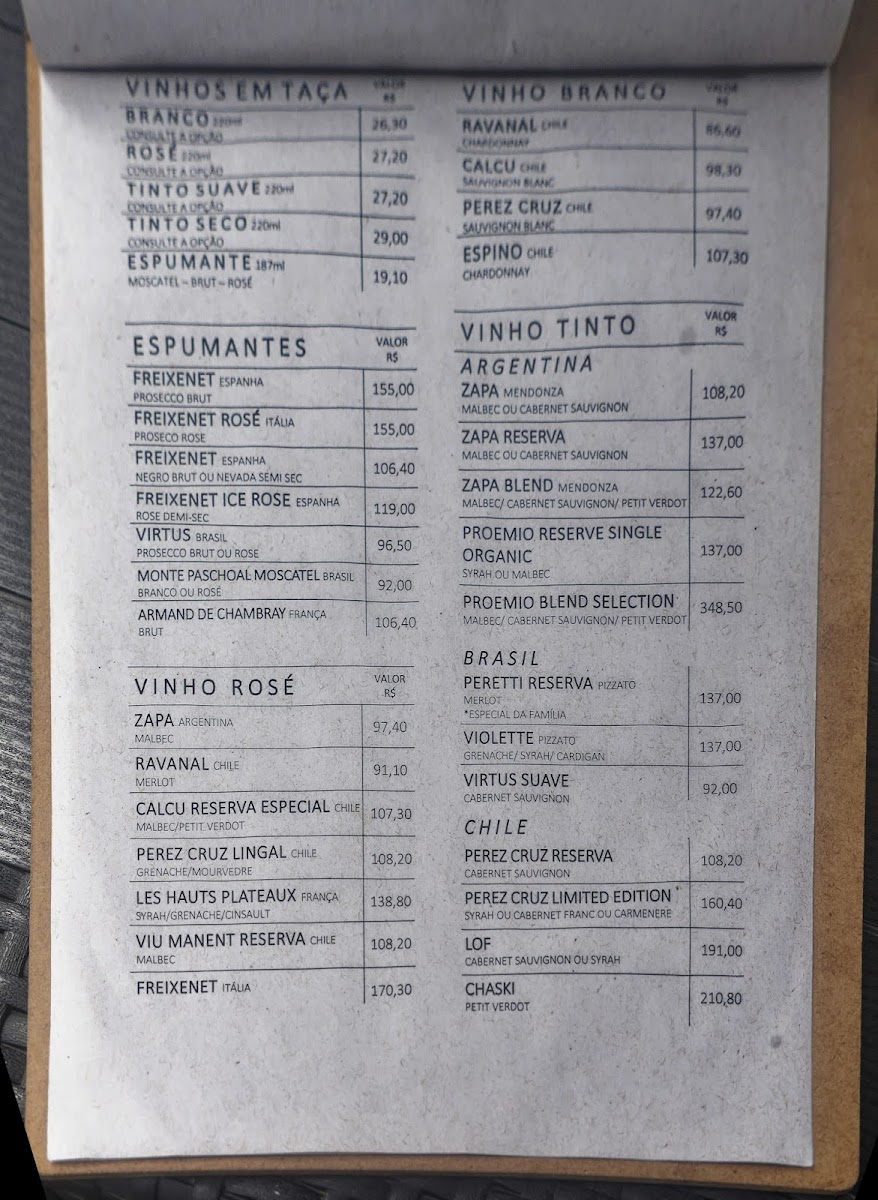 VINHOS EM TAÇA VALOR
R$
BRANCO 220ml 26,30
CONSULTE A OPÇÃO
ROSÉ 220ml 27,20
CONSULTE A OPÇÃO
TINTO SUAVE 220ml 27,20
CONSULTE A OPÇÃO
TINTO SECO 220ml 29,00
CONSULTE A OPÇÃO
ESPUMANTE 187ml 19,10
MOSCATEL – BRUT – ROSÉ
ESPUMANTES VALOR
R$
FREIXENET ESPANHA 155,00
PROSECCO BRUT
FREIXENET ROSÉ ITÁLIA 155,00
PROSECO ROSE
FREIXENET ESPANHA 106,40
NEGRO BRUT OU NEVADA SEMI SEC
FREIXENET ICE ROSE ESPANHA 119,00
ROSE DEMI-SEC
VIRTUS BRASIL 96,50
PROSECCO BRUT OU ROSE
MONTE PASCHOAL MOSCATEL BRASIL 92,00
BRANCO OU ROSÉ
ARMAND DE CHAMBRAY FRANÇA 106,40
BRUT
VINHO ROSÉ VALOR
R$
ZAPA ARGENTINA 97,40
MALBEC
RAVANAL CHILE 91,10
MERLOT
CALCU RESERVA ESPECIAL CHILE 107,30
MALBEC/PETIT VERDOT
PEREZ CRUZ LINGAL CHILE 108,20
GRENACHE/MOURVEDRE
LES HAUTS PLATEAUX FRANÇA 138,80
SYRAH/GRENACHE/CINSAULT
VIU MANENT RESERVA CHILE 108,20
MALBEC
FREIXENET ITÁLIA 170,30
VINHO BRANCO VALOR
R$
RAVANAL CHILE 86,60
CHARDONNAY
CALCU CHILE 98,30
SAUVIGNON BLANC
PEREZ CRUZ CHILE 97,40
SAUVIGNON BLANC
ESPINO CHILE 107,30
CHARDONNAY
VINHO TINTO VALOR
R$
ARGENTINA
ZAPA MENDONZA 108,20
MALBEC OU CABERNET SAUVIGNON
ZAPA RESERVA 137,00
MALBEC OU CABERNET SAUVIGNON
ZAPA BLEND MENDONZA 122,60
MALBEC/ CABERNET SAUVIGNON/ PETIT VERDOT
PROEMIO RESERVE SINGLE
ORGANIC 137,00
SYRAH OU MALBEC
PROEMIO BLEND SELECTION 348,50
MALBEC/ CABERNET SAUVIGNON/ PETIT VERDOT
BRASIL
PERETTI RESERVA PIZZATO 137,00
MERLOT
*ESPECIAL DA FAMÍLIA
VIOLETTE PIZZATO 137,00
GRENACHE/ SYRAH/ CARDIGAN
VIRTUS SUAVE 92,00
CABERNET SAUVIGNON
CHILE
PEREZ CRUZ RESERVA 108,20
CABERNET SAUVIGNON
PEREZ CRUZ LIMITED EDITION 160,40
SYRAH OU CABERNET FRANC OU CARMENERE
LOF 191,00
CABERNET SAUVIGNON OU SYRAH
CHASKI 210,80
PETIT VERDOT